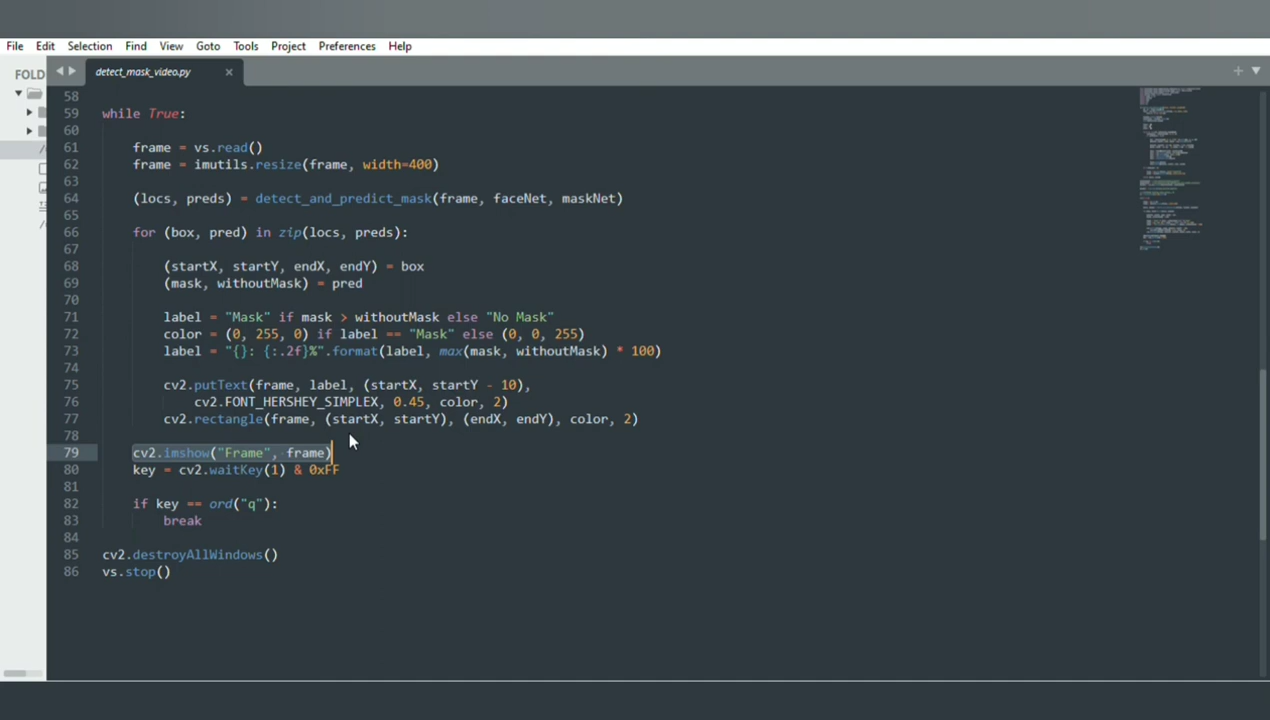 File Edit Selection Find View Goto Tools Project Preferences Help
FOLD
detect_mask_video.py ×
58
59 while True:
60
61 frame = vs.read()
62 frame = imutils.resize(frame, width=400)
63
64 (locs, preds) = detect_and_predict_mask(frame, faceNet, maskNet)
65
66 for (box, pred) in zip(locs, preds):
67
68 (startX, startY, endX, endY) = box
69 (mask, withoutMask) = pred
70
71 label = "Mask" if mask > withoutMask else "No Mask"
72 color = (0, 255, 0) if label == "Mask" else (0, 0, 255)
73 label = "{}: {:.2f}%".format(label, max(mask, withoutMask) * 100)
74
75 cv2.putText(frame, label, (startX, startY - 10),
76 cv2.FONT_HERSHEY_SIMPLEX, 0.45, color, 2)
77 cv2.rectangle(frame, (startX, startY), (endX, endY), color, 2)
78
79 cv2.imshow("Frame", frame)
80 key = cv2.waitKey(1) & 0xFF
81
82 if key == ord("q"):
83 break
84
85 cv2.destroyAllWindows()
86 vs.stop()